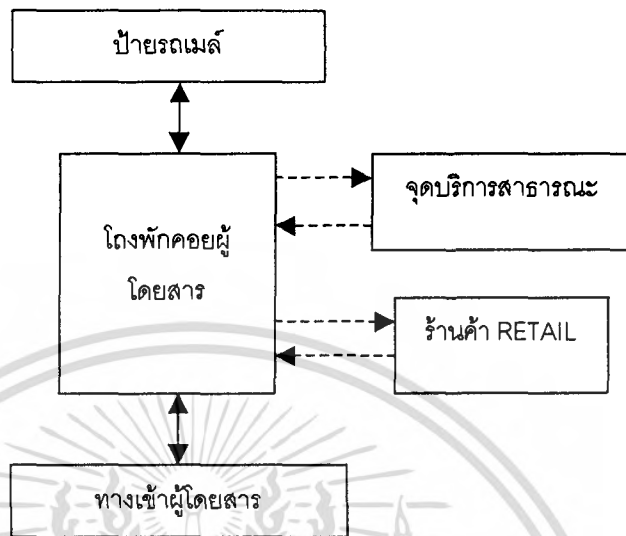 ป้ายรถเมล์
จุดบริการสาธารณะ
โถงพักคอยผู้
โดยสาร
ร้านค้า RETAIL
ทางเข้าผู้โดยสาร